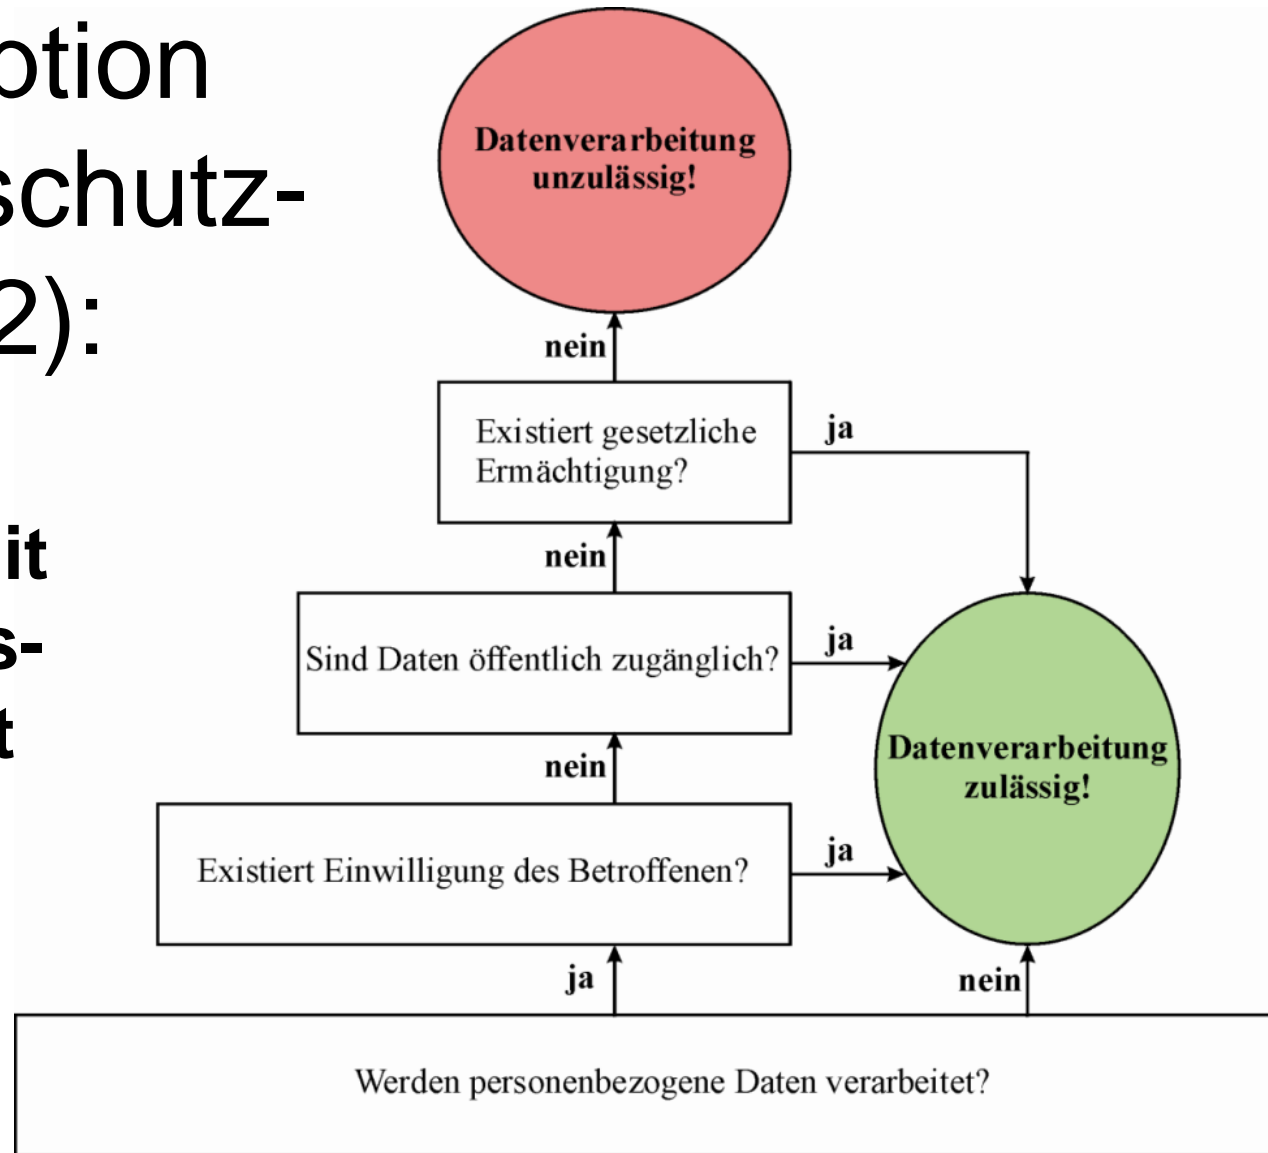 ption
schutz-
2):
it
s-
t
Datenverarbeitung
unzulässig!
nein
Existiert gesetzliche
Ermächtigung?
ja
nein
Sind Daten öffentlich zugänglich?
ja
Datenverarbeitung
zulässig!
nein
Existiert Einwilligung des Betroffenen?
ja
ja
nein
Werden personenbezogene Daten verarbeitet?